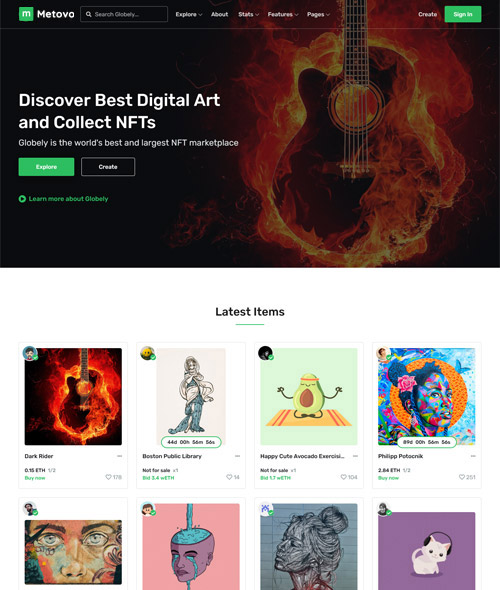 m Metovo Search Globely... Explore About Stats Features Pages Create Sign In
Discover Best Digital Art
and Collect NFTs
Globely is the world's best and largest NFT marketplace
Explore Create
Learn more about Globely
Latest Items
44d 00h 56m 56s 89d 00h 56m 56s
Dark Rider ... Boston Public Library ... Happy Cute Avocado Exercisi... ... Philipp Potocnik ...
0.15 ETH 1/2 Not for sale x1 Not for sale x1 2.84 ETH 1/2
Buy now 178 Bid 3.4 wETH 14 Bid 1.7 wETH 104 Buy now 251